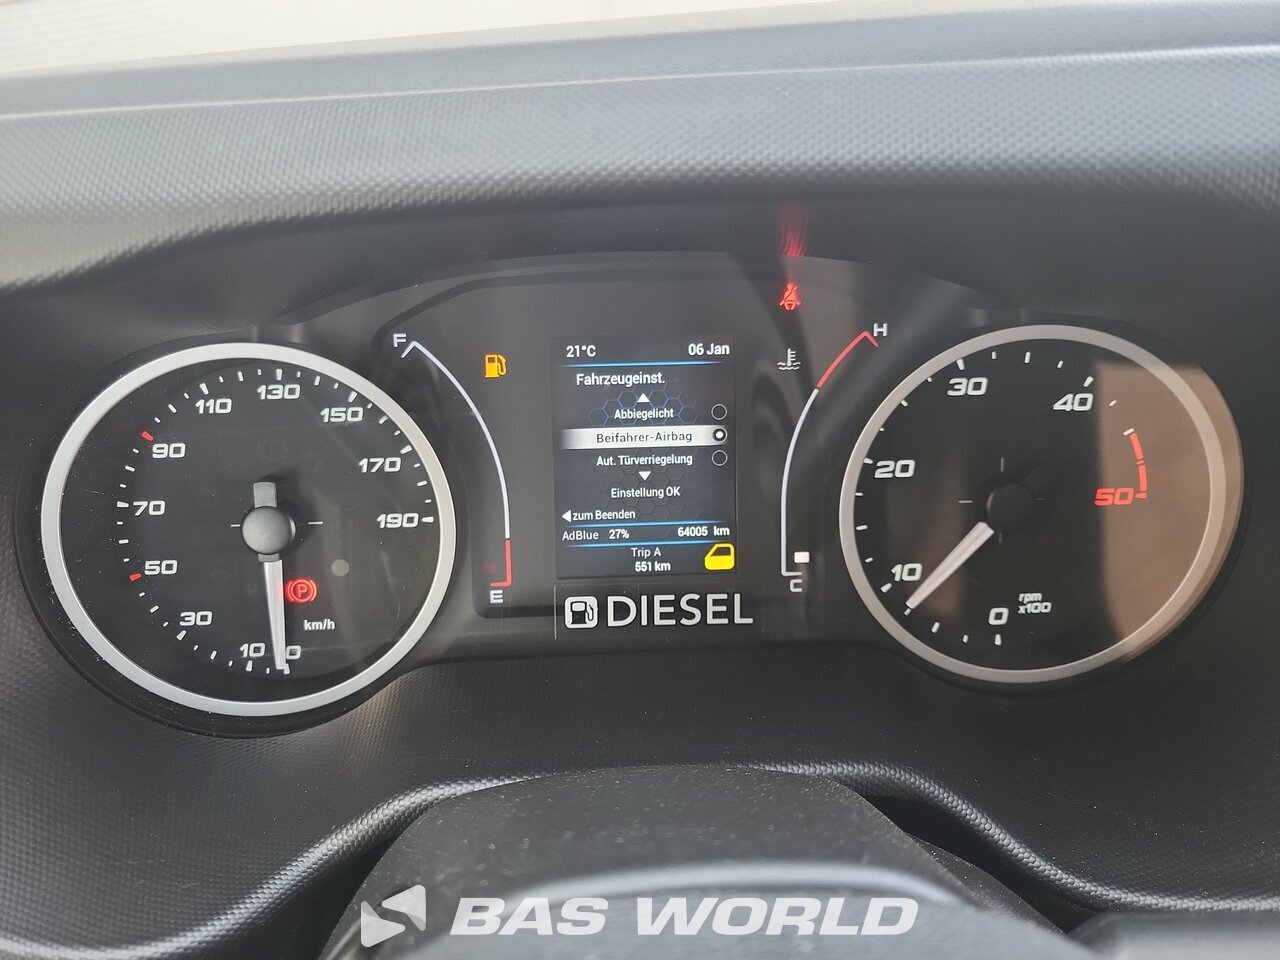 F
H
21°C 06 Jan
Fahrzeugeinst.
Abbiegelicht
Beifahrer-Airbag
Aut. Türverriegelung
Einstellung OK
zum Beenden
AdBlue 27% 64005 km
Trip A
551 km
E
C
DIESEL
0
10
30
50
70
90
110
130
150
170
190
P
km/h
0
10
20
30
40
50
rpm
x100
BAS WORLD